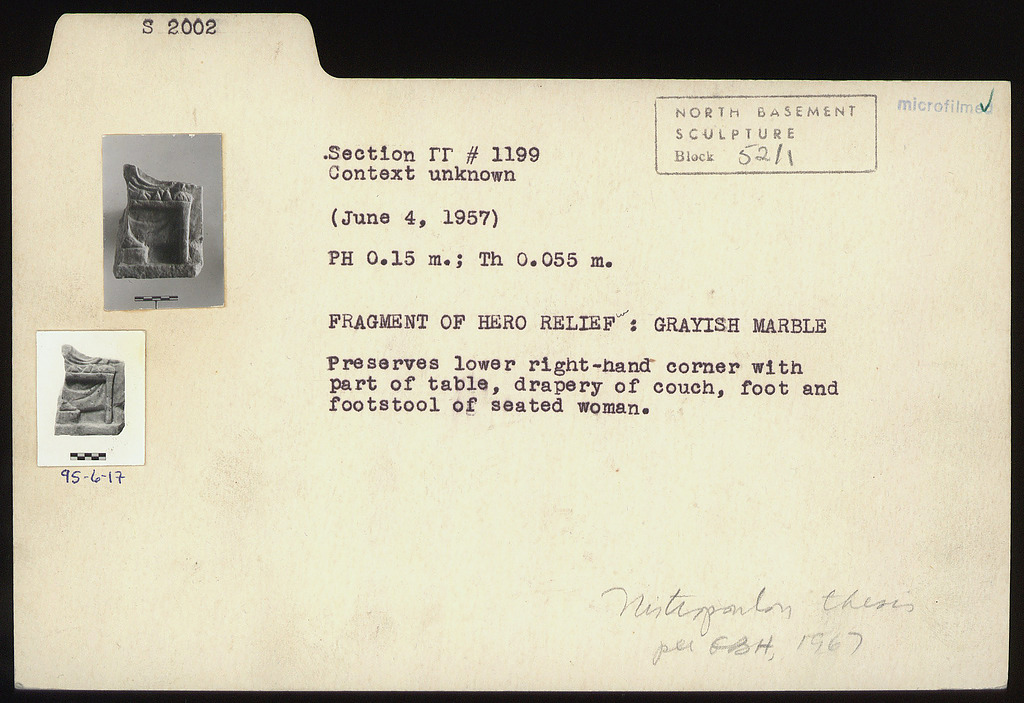 S 2002
NORTH BASEMENT
SCULPTURE
Block 52/1
microfilmed
.Section ΓΓ # 1199
Context unknown
(June 4, 1957)
PH 0.15 m.; Th 0.055 m.
FRAGMENT OF HERO RELIEF : GRAYISH MARBLE
Preserves lower right-hand corner with
part of table, drapery of couch, foot and
footstool of seated woman.
95-6-17
thesis
per EBH, 1967